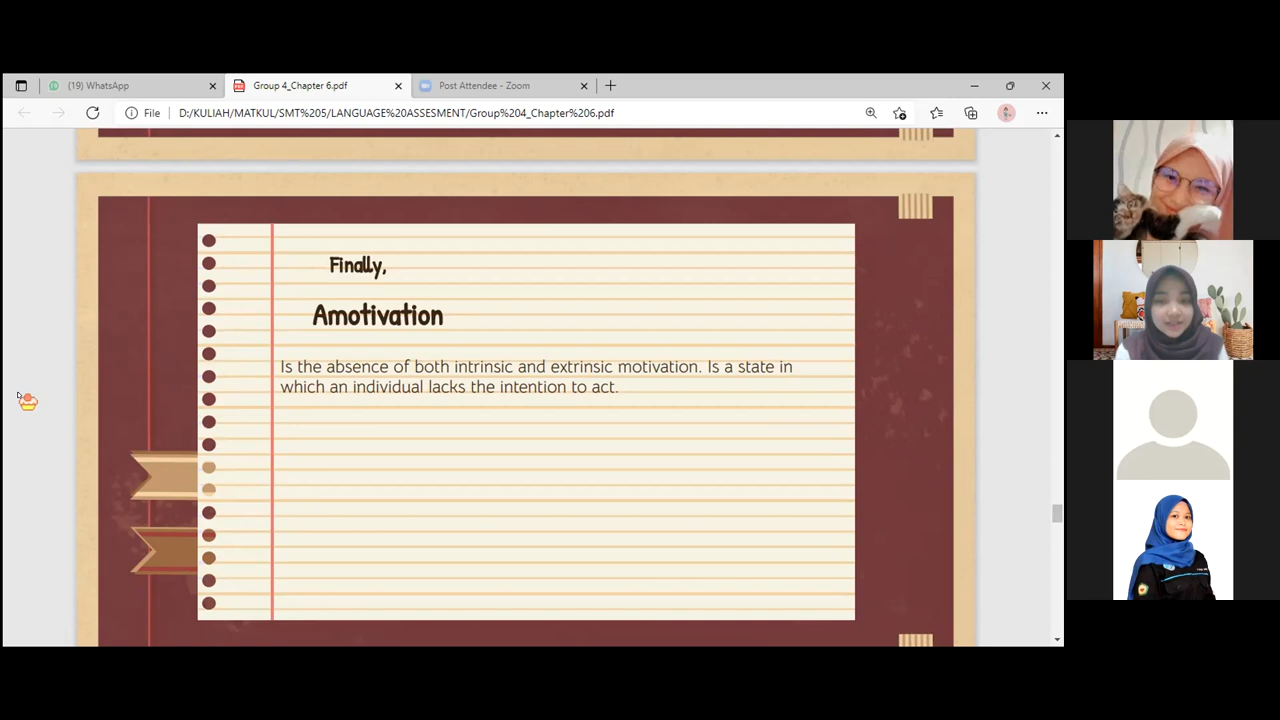 (19) WhatsApp
Group 4_Chapter 6.pdf
Post Attendee - Zoom
File
D:/KULIAH/MATKUL/SMT%205/LANGUAGE%20ASSESMENT/Group%204_Chapter%206.pdf
Finally,
Amotivation
Is the absence of both intrinsic and extrinsic motivation. Is a state in
which an individual lacks the intention to act.